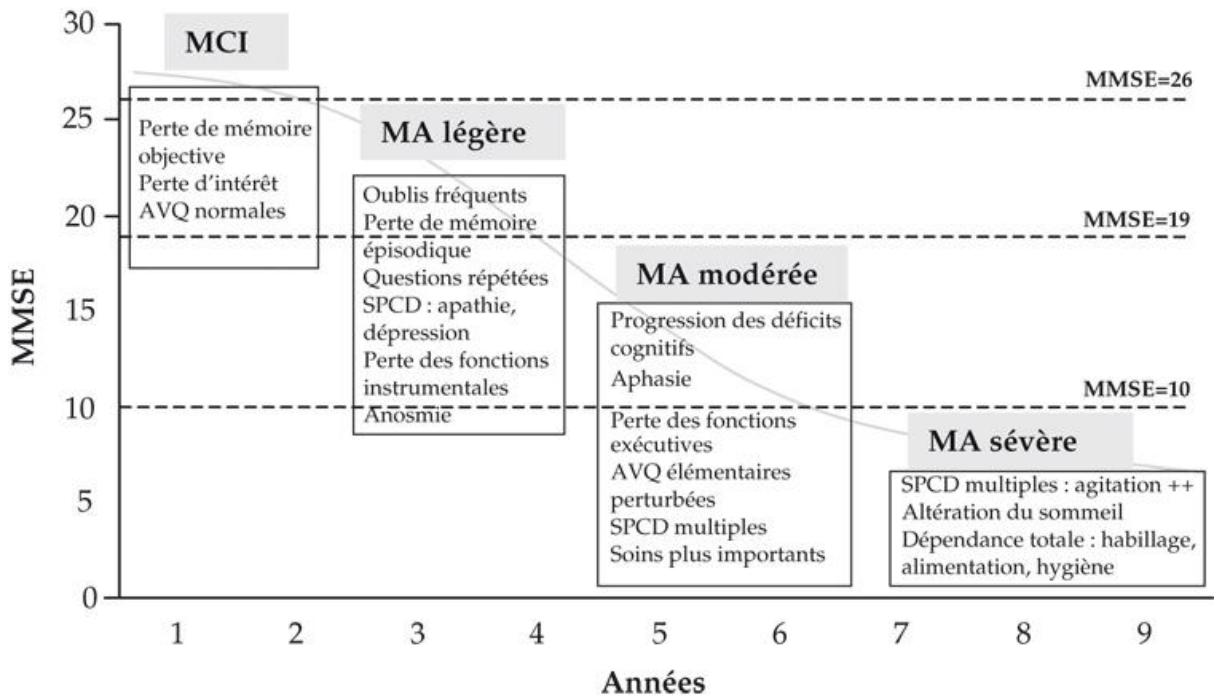 30
MCI
MMSE=26
25
Perte de mémoire
objective
Perte d’intérêt
AVQ normales
MA légère
Oublis fréquents
Perte de mémoire
épisodique
Questions répétées
SPCD : apathie,
dépression
Perte des fonctions
instrumentales
Anosmie
20
MMSE=19
MA modérée
Progression des déficits
cognitifs
Aphasie
Perte des fonctions
exécutives
AVQ élémentaires
perturbées
SPCD multiples
Soins plus importants
15
MMSE
10
MMSE=10
MA sévère
SPCD multiples : agitation ++
Altération du sommeil
Dépendance totale : habillage,
alimentation, hygiène
5
0
1 2 3 4 5 6 7 8 9
Années